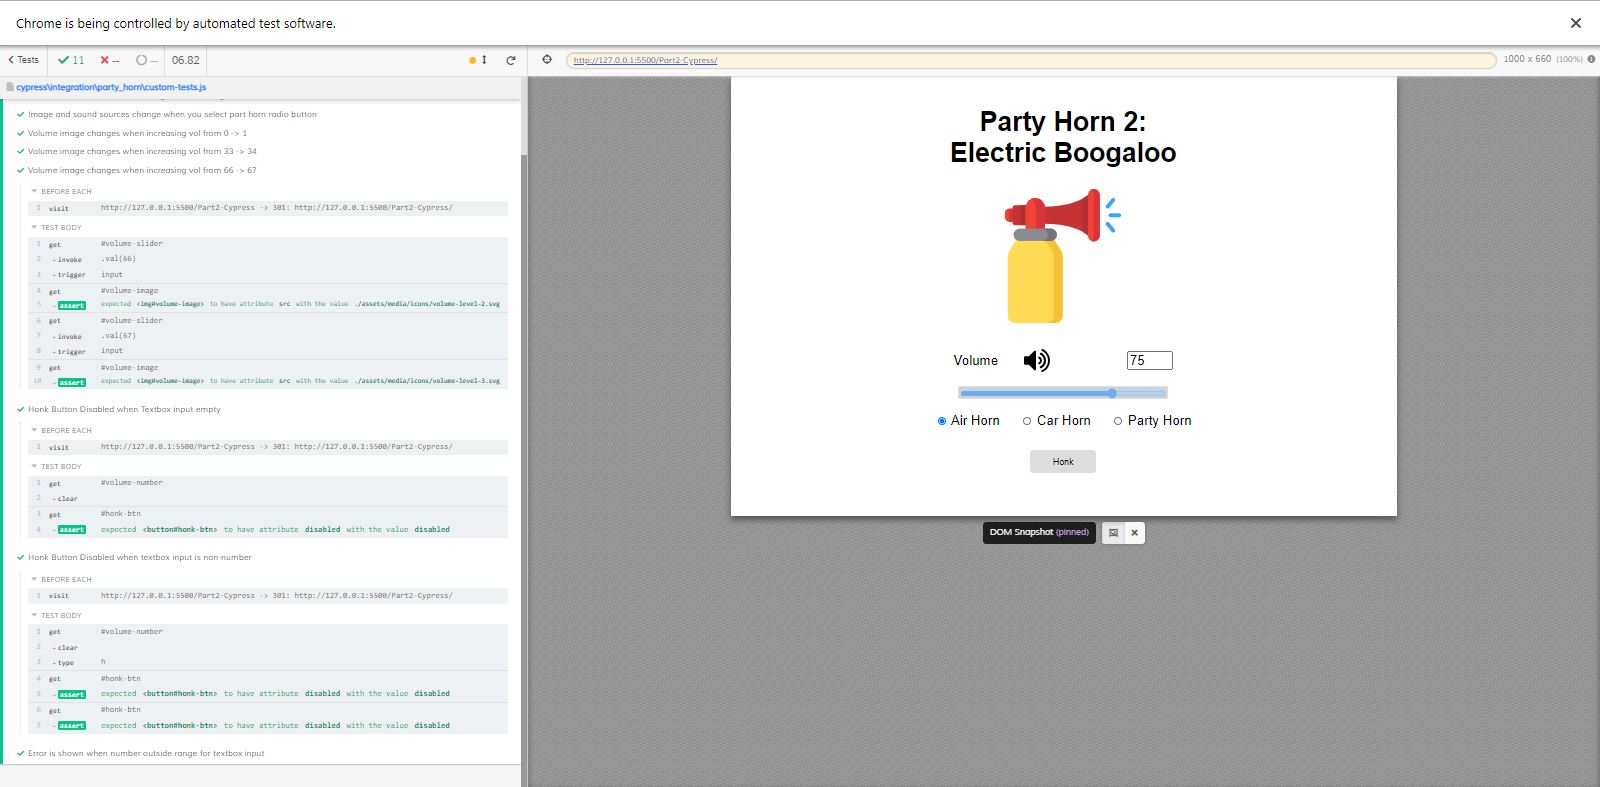 Chrome is being controlled by automated test software.
Tests
11
--
--
06.82
http://127.0.0.1:5500/Part2-Cypress/
1000 x 660 (100%)
cypress\integration\party_horn\custom-tests.js
Image and sound sources change when you select part horn radio button
Volume image changes when increasing vol from 0 -> 1
Volume image changes when increasing vol from 33 -> 34
Volume image changes when increasing vol from 66 -> 67
BEFORE EACH
1 visit http://127.0.0.1:5500/Part2-Cypress -> 301: http://127.0.0.1:5500/Part2-Cypress/
TEST BODY
1 get #volume-slider
2 - invoke .val(66)
3 - trigger input
4 get #volume-image
5 - assert expected <img#volume-image> to have attribute src with the value ./assets/media/icons/volume-level-2.svg
6 get #volume-slider
7 - invoke .val(67)
8 - trigger input
9 get #volume-image
10 - assert expected <img#volume-image> to have attribute src with the value ./assets/media/icons/volume-level-3.svg
Honk Button Disabled when Textbox input empty
BEFORE EACH
1 visit http://127.0.0.1:5500/Part2-Cypress -> 301: http://127.0.0.1:5500/Part2-Cypress/
TEST BODY
1 get #volume-number
2 - clear
3 get #honk-btn
4 - assert expected <button#honk-btn> to have attribute disabled with the value disabled
Honk Button Disabled when textbox input is non-number
BEFORE EACH
1 visit http://127.0.0.1:5500/Part2-Cypress -> 301: http://127.0.0.1:5500/Part2-Cypress/
TEST BODY
1 get #volume-number
2 - clear
3 - type h
4 get #honk-btn
5 - assert expected <button#honk-btn> to have attribute disabled with the value disabled
6 get #honk-btn
7 - assert expected <button#honk-btn> to have attribute disabled with the value disabled
Error is shown when number outside range for textbox input
Party Horn 2:
Electric Boogaloo
Volume 75
Air Horn Car Horn Party Horn
Honk
DOM Snapshot (pinned)